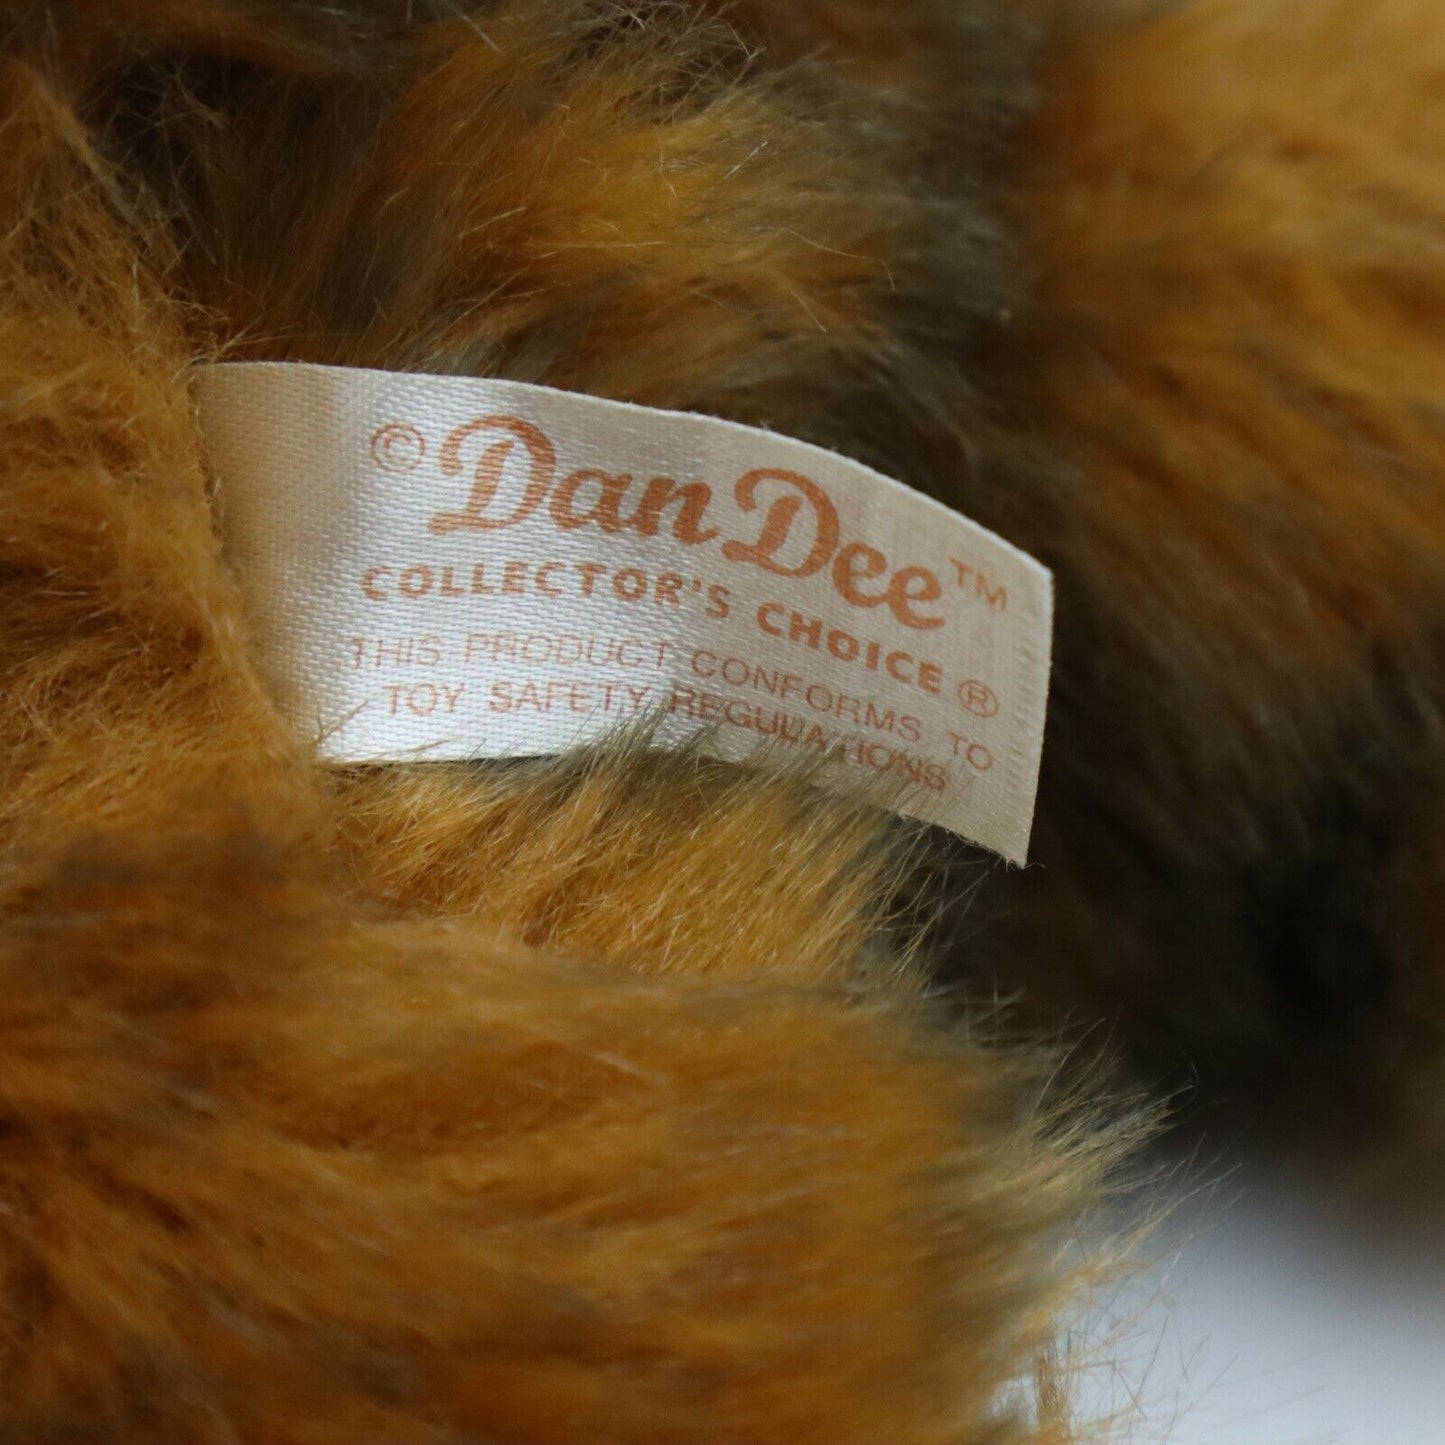 © Dan Dee™
COLLECTOR'S CHOICE ®
THIS PRODUCT CONFORMS TO
TOY SAFETY REGULATIONS